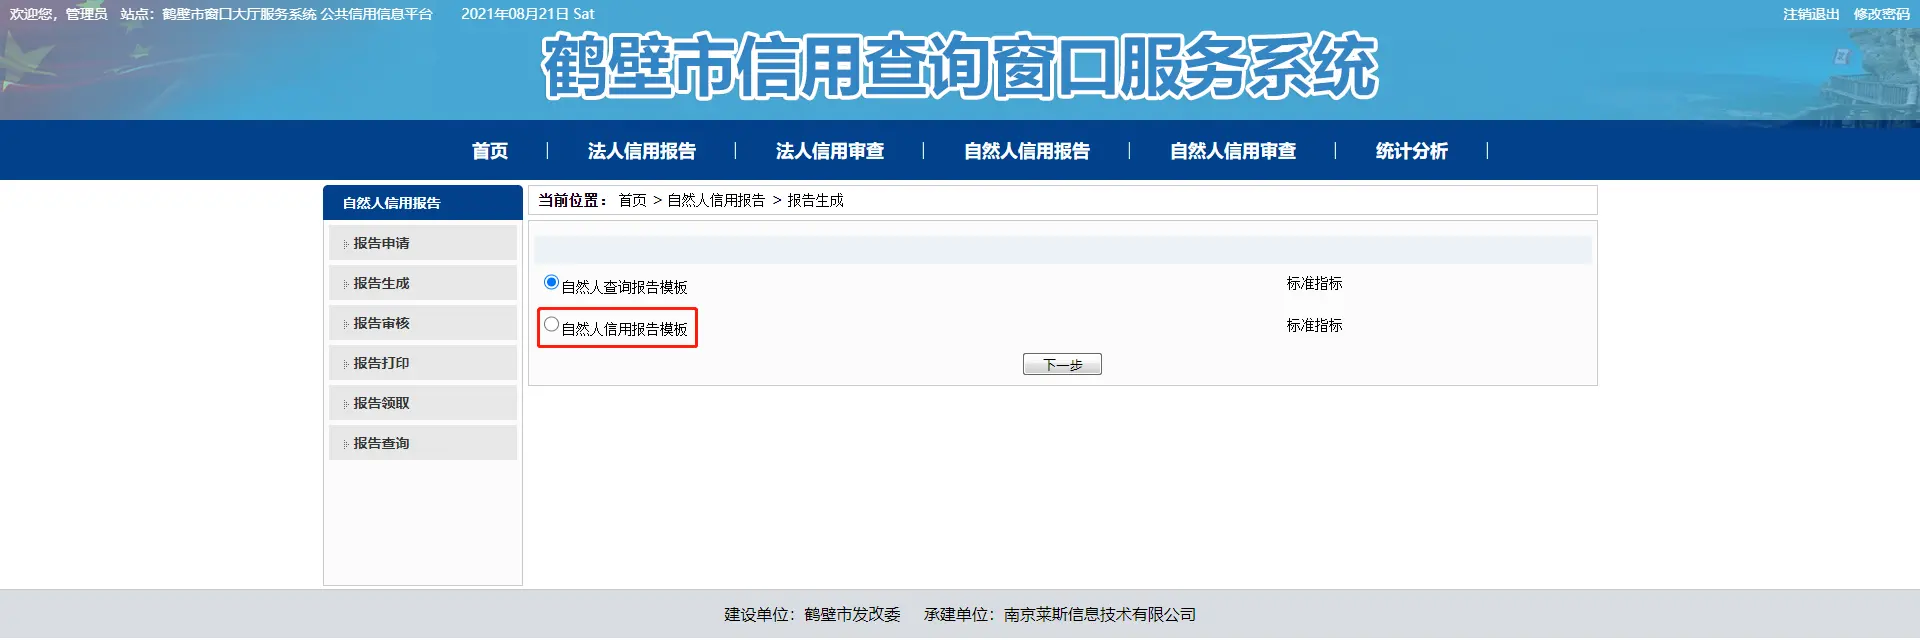 欢迎您，管理员 站点：鹤壁市窗口大厅服务系统 公共信用信息平台 2021年08月21日 Sat 注销退出 修改密码
鹤壁市信用查询窗口服务系统
首页 | 法人信用报告 | 法人信用审查 | 自然人信用报告 | 自然人信用审查 | 统计分析 |
自然人信用报告
报告申请
报告生成
报告审核
报告打印
报告领取
报告查询
当前位置： 首页 > 自然人信用报告 > 报告生成
自然人查询报告模板 标准指标
自然人信用报告模板 标准指标
下一步
建设单位：鹤壁市发改委 承建单位：南京莱斯信息技术有限公司